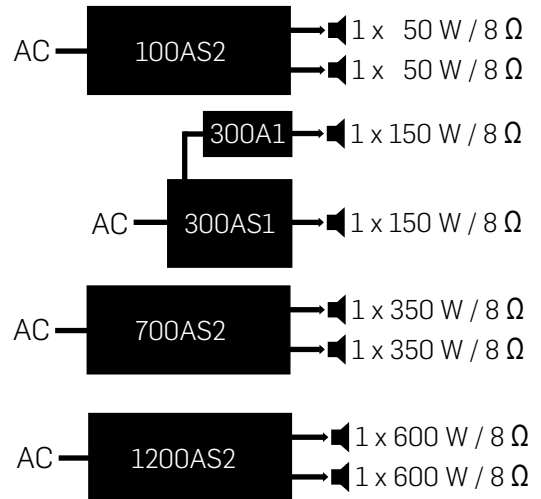 AC 100AS2 1 x 50 W / 8 Ω
1 x 50 W / 8 Ω
300A1 1 x 150 W / 8 Ω
AC 300AS1 1 x 150 W / 8 Ω
AC 700AS2 1 x 350 W / 8 Ω
1 x 350 W / 8 Ω
AC 1200AS2 1 x 600 W / 8 Ω
1 x 600 W / 8 Ω